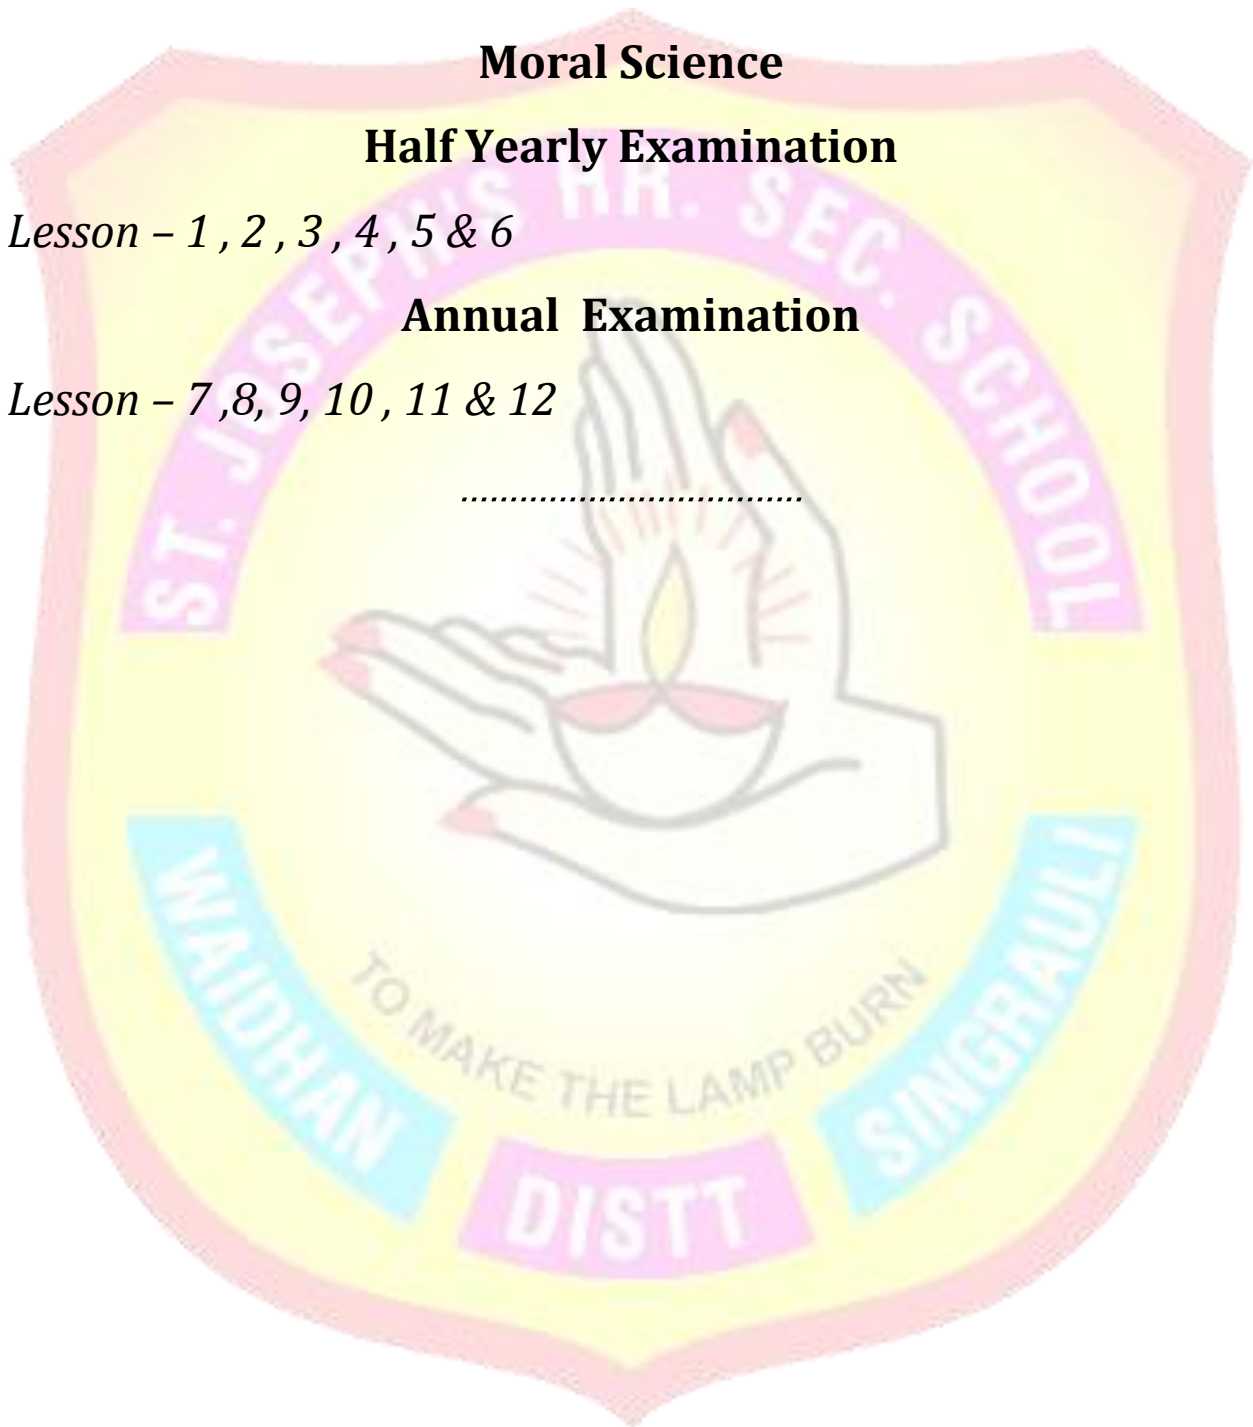 Moral Science
Half Yearly Examination
Lesson – 1 , 2 , 3 , 4 , 5 & 6
Annual Examination
Lesson – 7 ,8, 9, 10 , 11 & 12
...................................
ST. JOSEPH'S HR. SEC. SCHOOL
TO MAKE THE LAMP BURN
WAIDHAN
DISTT
SINGRAULI